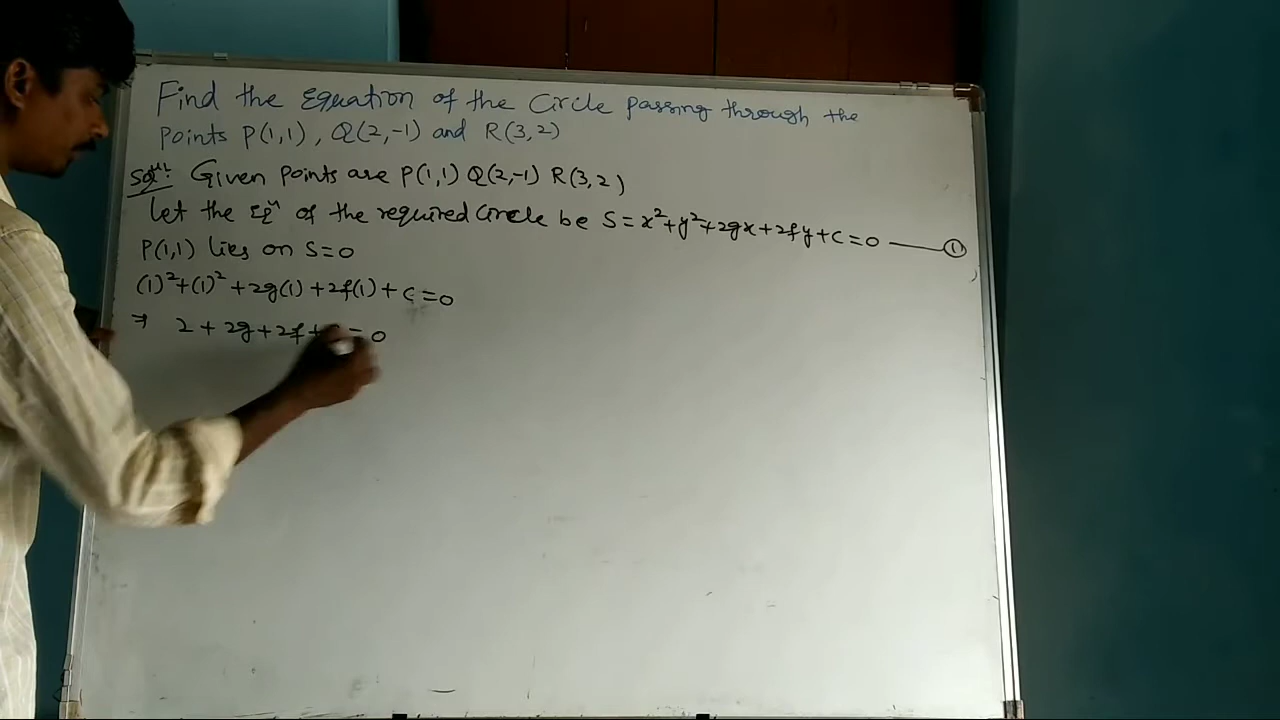 Find the Equation of the Circle passing through the
points P(1,1), Q(2,-1) and R(3,2)
Solⁿ: Given points are P(1,1) Q(2,-1) R(3,2)
let the Eqⁿ of the required Circle be S = x²+y²+2gx+2fy+c=0 —— ①
P(1,1) lies on S=0
(1)²+(1)²+2g(1)+2f(1)+c=0
⇒ 2+2g+2f+ =0